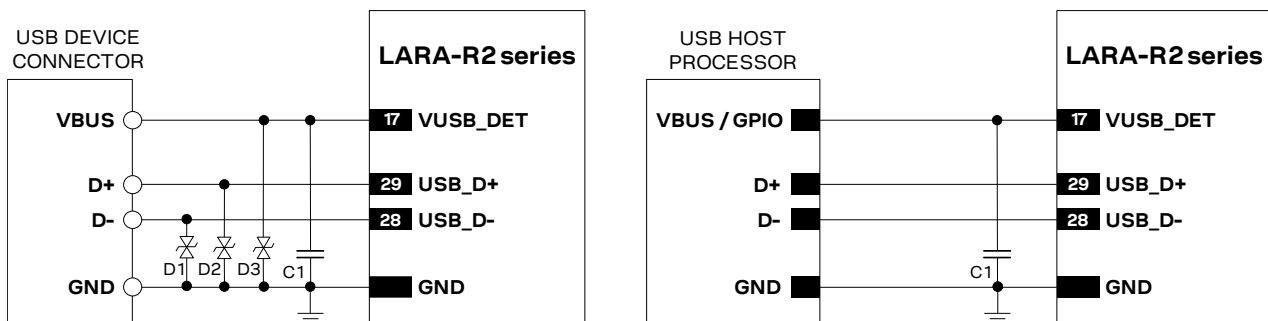 USB DEVICE
CONNECTOR
LARA-R2 series
VBUS
17 VUSB_DET
D+
29 USB_D+
D-
28 USB_D-
D1 D2 D3 C1
GND
GND
USB HOST
PROCESSOR
LARA-R2 series
VBUS / GPIO
17 VUSB_DET
D+
29 USB_D+
D-
28 USB_D-
C1
GND
GND